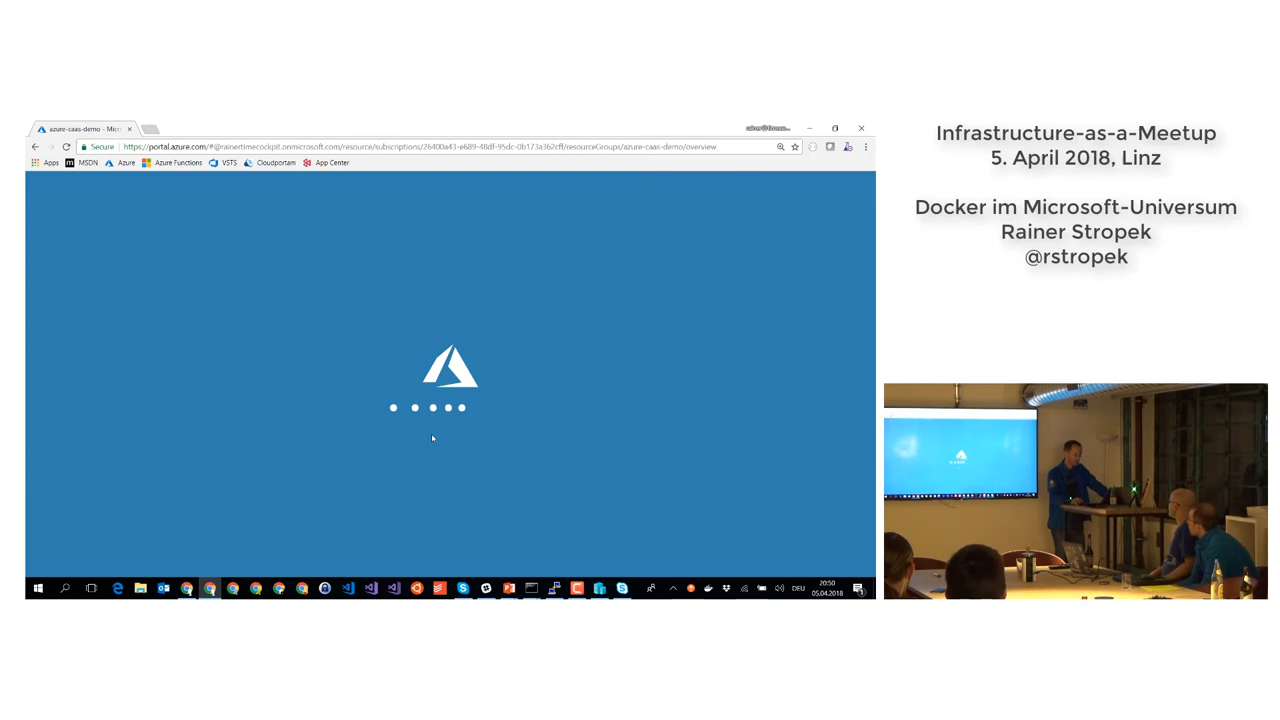 Infrastructure-as-a-Meetup
5. April 2018, Linz
Docker im Microsoft-Universum
Rainer Stropek
@rstropek
azure-caas-demo - Micr
Secure
https://portal.azure.com/#@rainertimecockpit.onmicrosoft.com/resource/subscriptions/26400a43-e689-48df-95dc-0b173a362cff/resourceGroups/azure-caas-demo/overview
Apps MSDN Azure Azure Functions VSTS Cloudportam App Center
DEU
20:50
05.04.2018